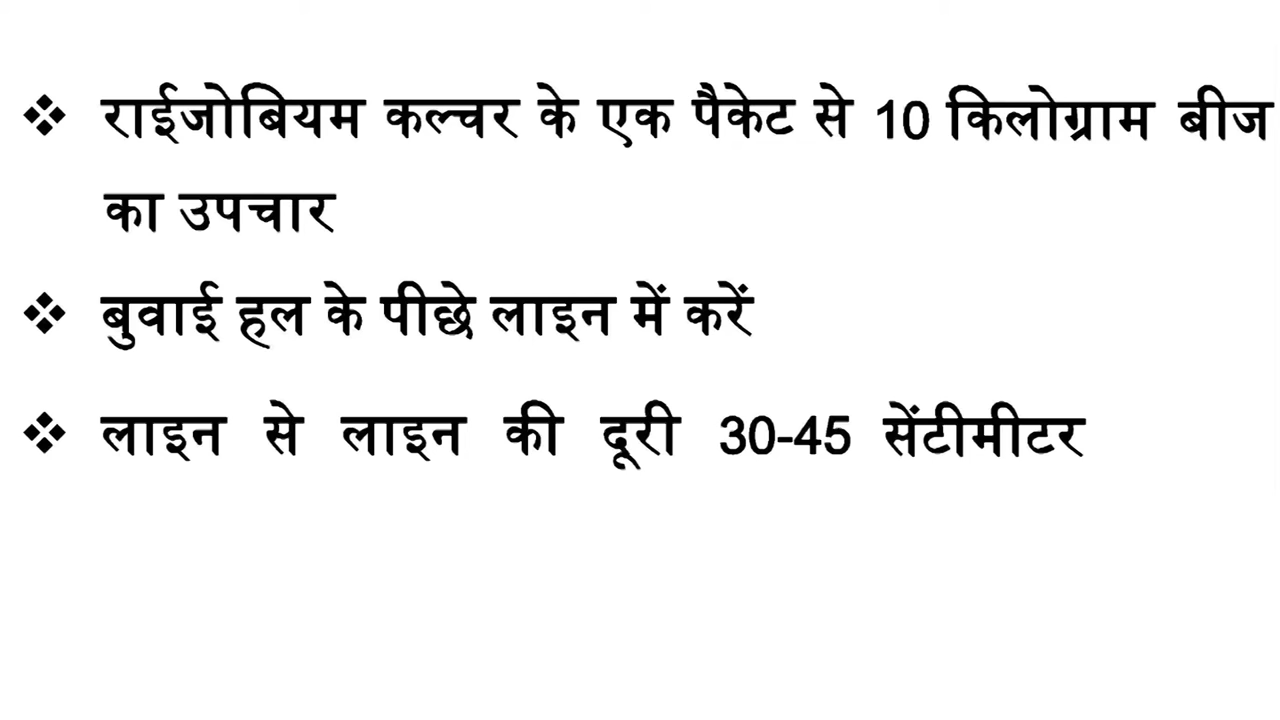 ❖ राईजोबियम कल्चर के एक पैकेट से 10 किलोग्राम बीज
का उपचार
❖ बुवाई हल के पीछे लाइन में करें
❖ लाइन से लाइन की दूरी 30-45 सेंटीमीटर